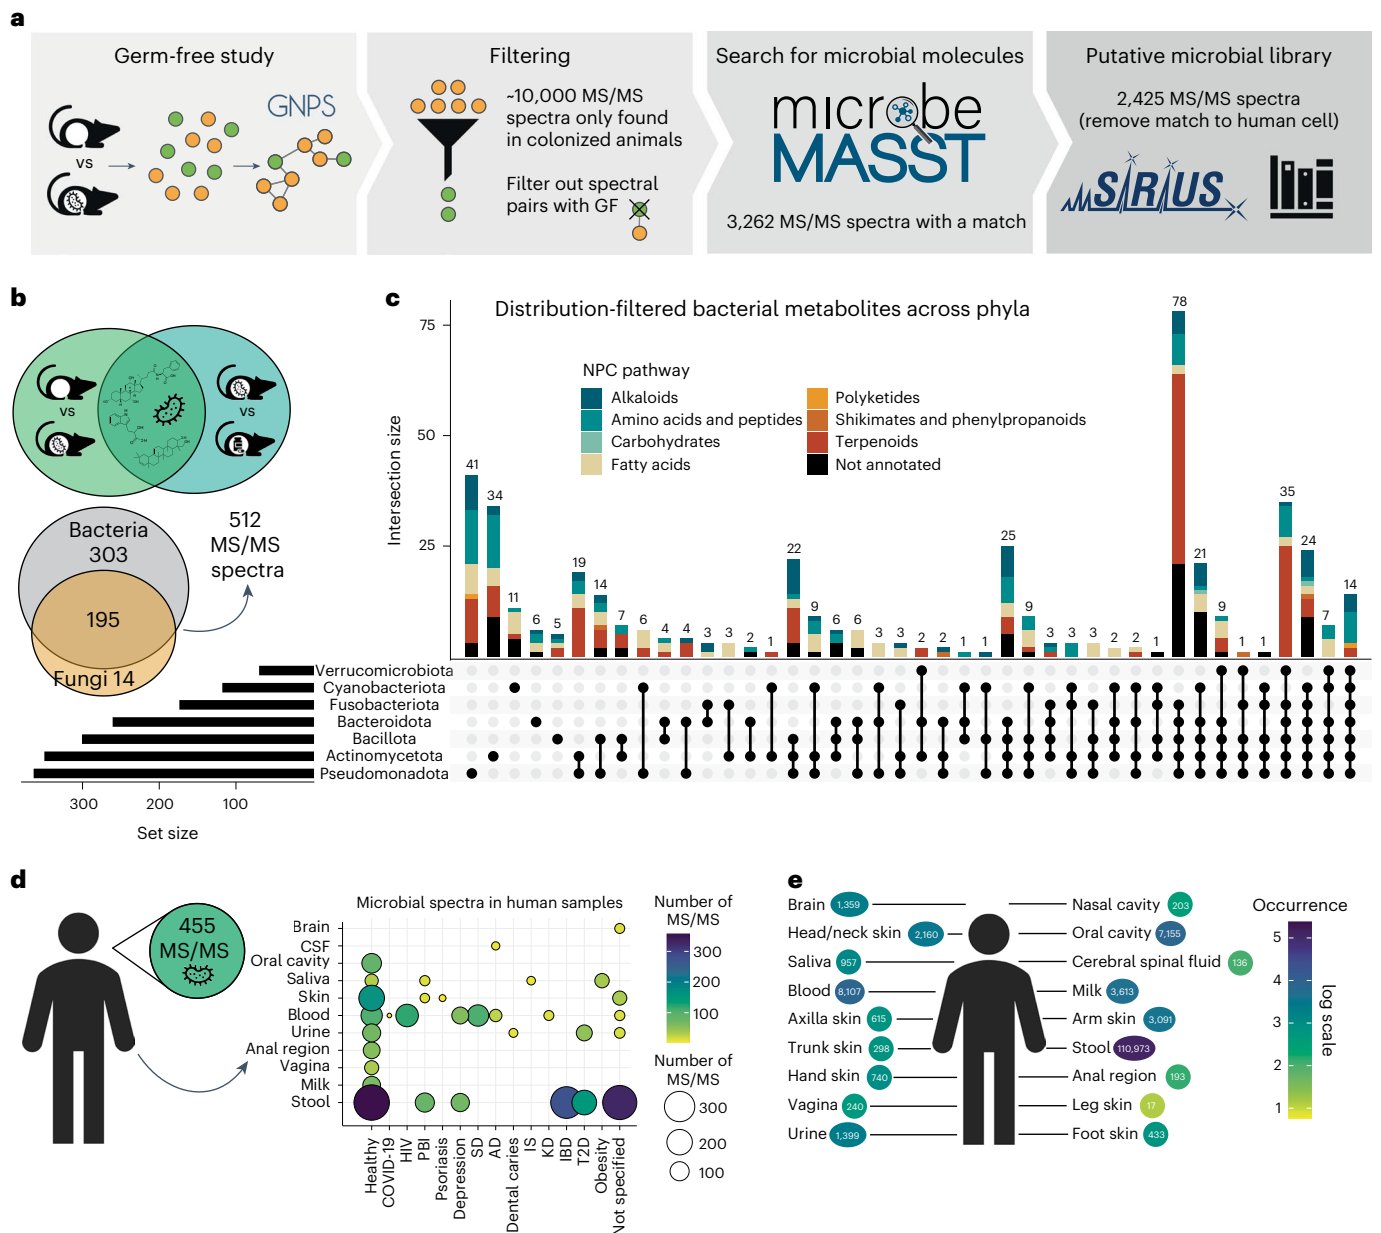 a
Germ-free study
GNPS
vs
Filtering
~10,000 MS/MS
spectra only found
in colonized animals
Filter out spectral
pairs with GF
Search for microbial molecules
microbe
MASST
3,262 MS/MS spectra with a match
Putative microbial library
2,425 MS/MS spectra
(remove match to human cell)
SIRIUS
b
vs
vs
Bacteria
303
195
Fungi 14
512
MS/MS
spectra
c
Distribution-filtered bacterial metabolites across phyla
Intersection size
75
50
25
NPC pathway
Alkaloids
Amino acids and peptides
Carbohydrates
Fatty acids
Polyketides
Shikimates and phenylpropanoids
Terpenoids
Not annotated
41 34 11 6 5 19 14 7 6 4 4 3 3 2 1 22 9 6 6 3 3 2 2 1 1 25 9 3 3 3 2 2 1 78 21 9 1 1 35 24 7 14
Verrucomicrobiota
Cyanobacteriota
Fusobacteriota
Bacteroidota
Bacillota
Actinomycetota
Pseudomonadota
300 200 100
Set size
d
455
MS/MS
Microbial spectra in human samples
Brain
CSF
Oral cavity
Saliva
Skin
Blood
Urine
Anal region
Vagina
Milk
Stool
Healthy
COVID-19
HIV
PBI
Psoriasis
Depression
SD
AD
Dental caries
IS
KD
IBD
T2D
Obesity
Not specified
Number of
MS/MS
300
200
100
Number of
MS/MS
300
200
100
e
Brain 1,359
Head/neck skin 2,160
Saliva 957
Blood 8,107
Axilla skin 615
Trunk skin 298
Hand skin 740
Vagina 240
Urine 1,399
Nasal cavity 203
Oral cavity 7,155
Cerebral spinal fluid 136
Milk 3,613
Arm skin 3,091
Stool 110,973
Anal region 193
Leg skin 17
Foot skin 433
Occurrence
5
4
3
2
1
log scale